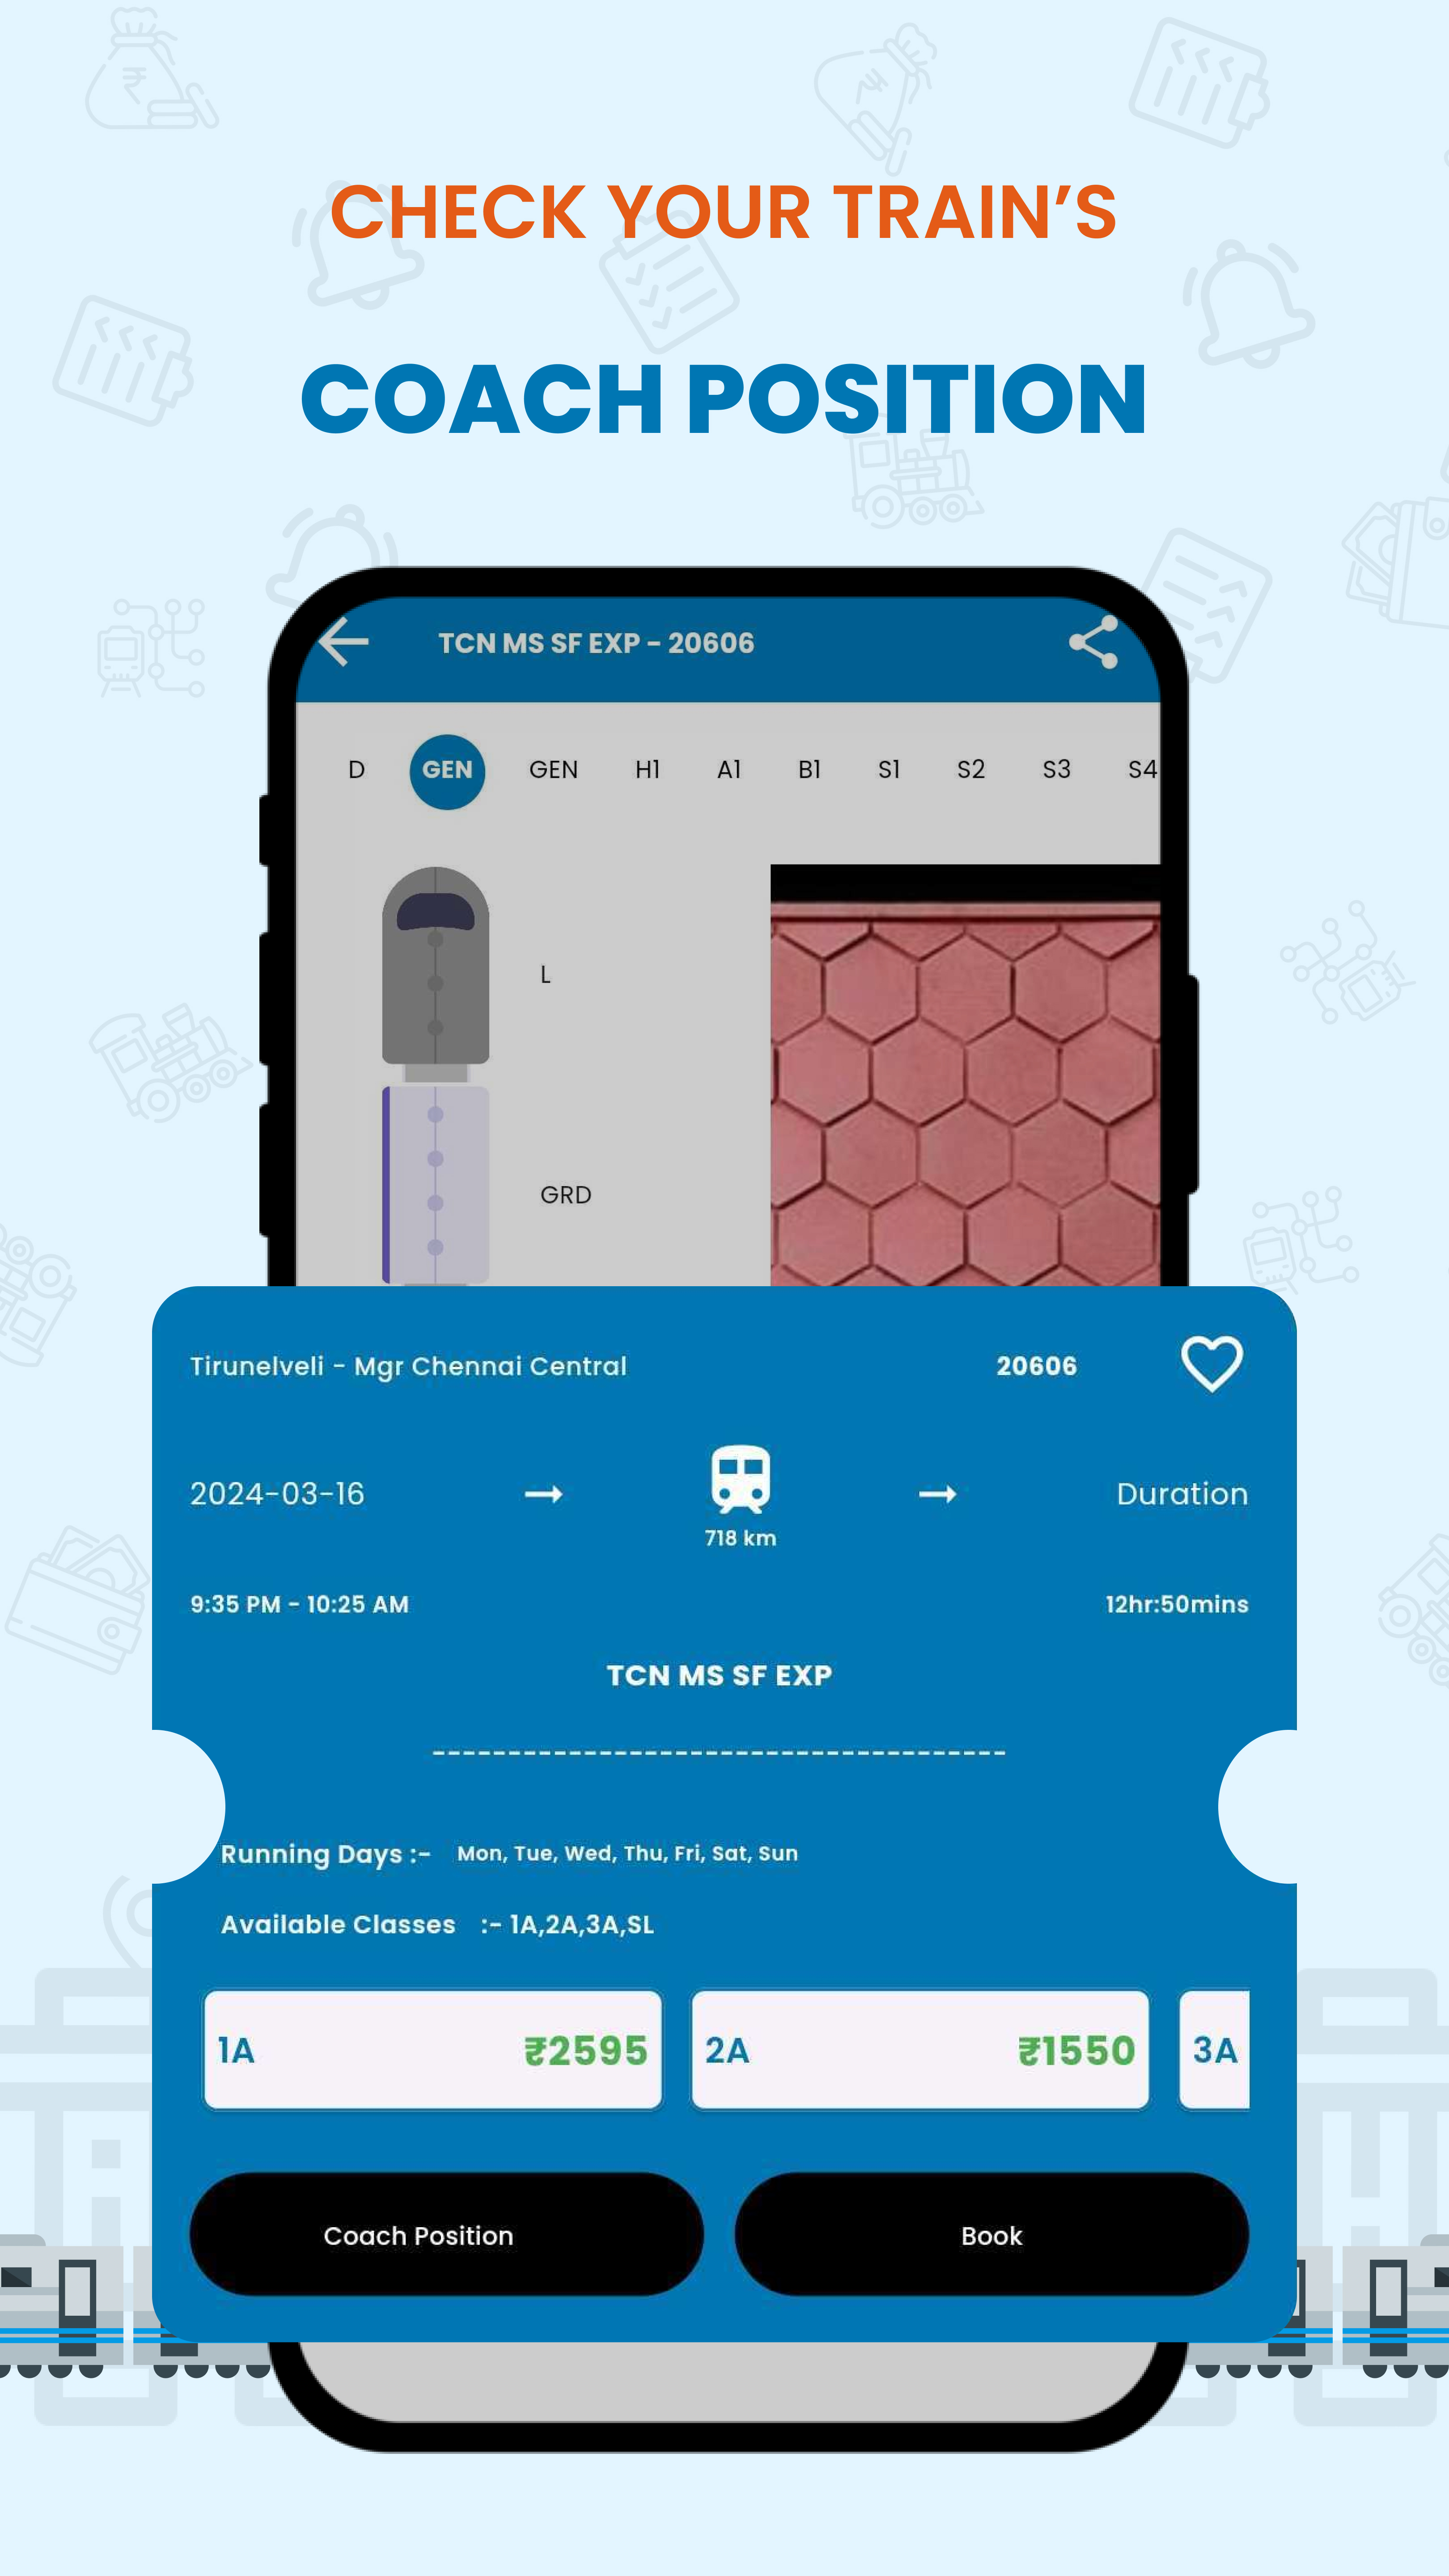 CHECK YOUR TRAIN’S
COACH POSITION
TCN MS SF EXP - 20606
D GEN GEN H1 A1 B1 S1 S2 S3 S4
L
GRD
Tirunelveli - Mgr Chennai Central 20606
2024-03-16 Duration
718 km
9:35 PM - 10:25 AM 12hr:50mins
TCN MS SF EXP
--------------------------------------
Running Days :- Mon, Tue, Wed, Thu, Fri, Sat, Sun
Available Classes :- 1A,2A,3A,SL
1A ₹2595 2A ₹1550 3A
Coach Position Book